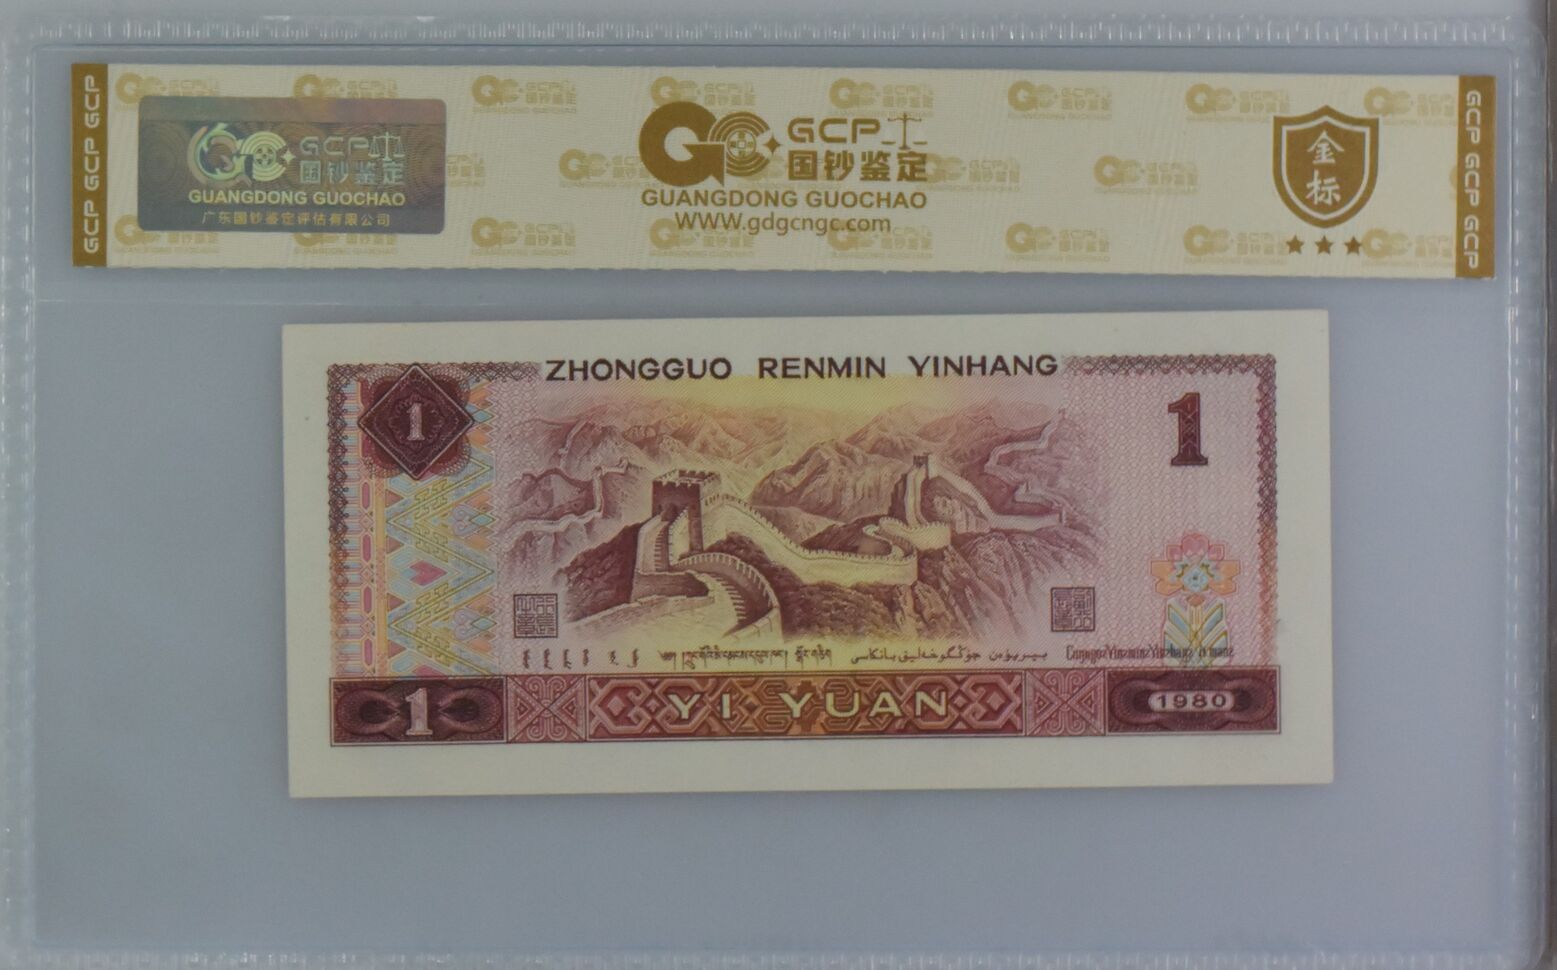 GCP GCP GCP
GCP
国钞鉴定
GUANGDONG GUOCHAO
广东国钞鉴定评估有限公司
GCP
国钞鉴定
GUANGDONG GUOCHAO
WWW.gdgcngc.com
金标
GCP GCP GCP
ZHONGGUO RENMIN YINHANG
1
1
1
YI YUAN
1980